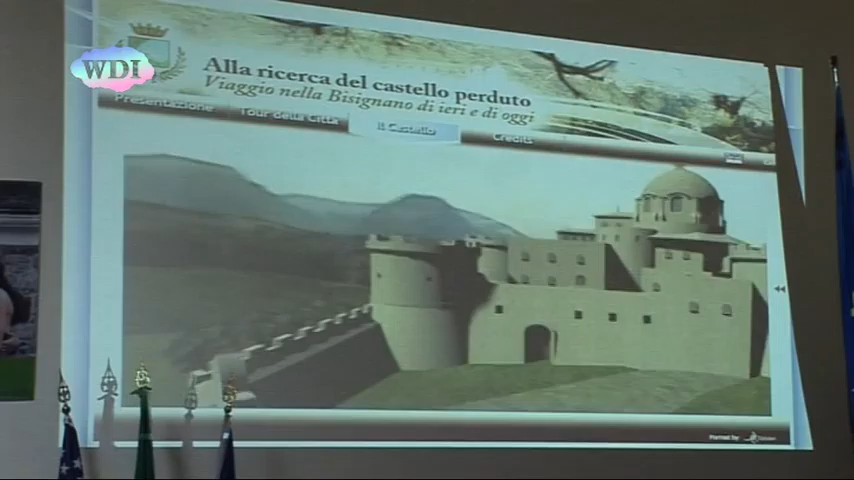 WDI
Alla ricerca del castello perduto
Viaggio nella Bisignano di ieri e di oggi
Presentazione Tour della Città Il Castello Credits